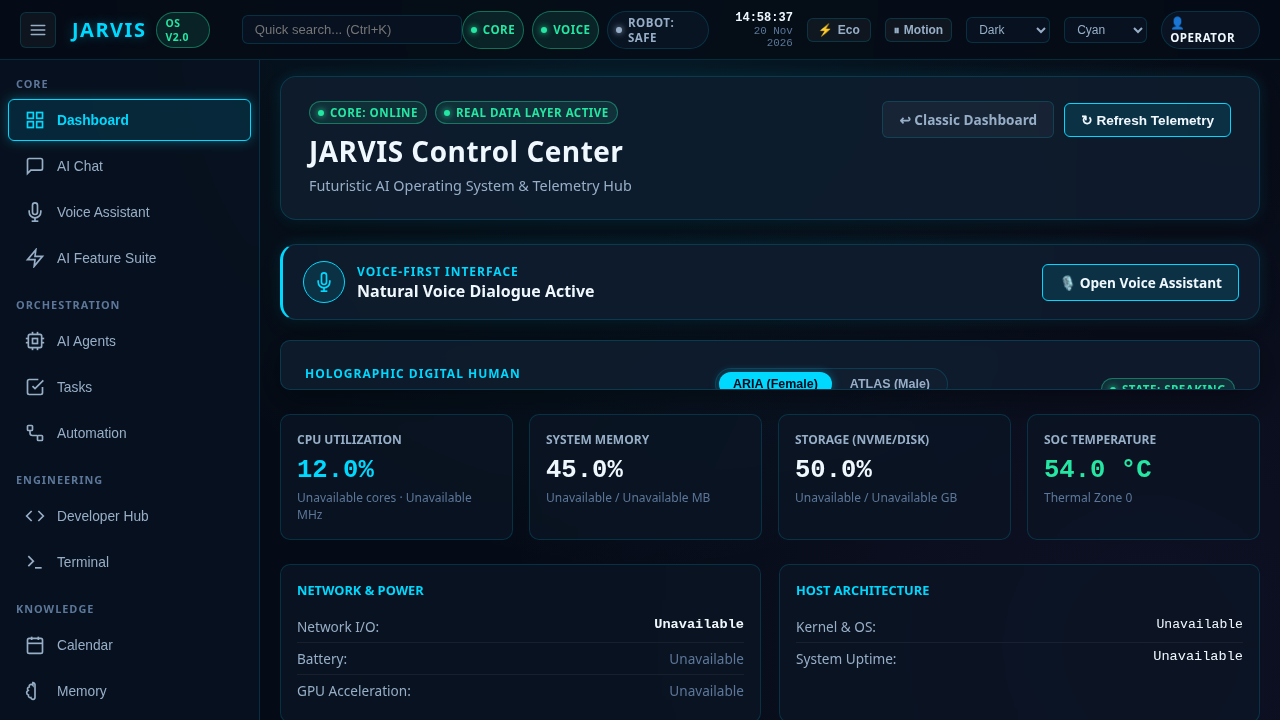 JARVIS
OS V2.0
Quick search... (Ctrl+K)
CORE
VOICE
ROBOT: SAFE
14:58:37
20 Nov 2026
⚡ Eco
Motion
Dark
Cyan
👤 OPERATOR
CORE
Dashboard
AI Chat
Voice Assistant
AI Feature Suite
ORCHESTRATION
AI Agents
Tasks
Automation
ENGINEERING
Developer Hub
Terminal
KNOWLEDGE
Calendar
Memory
CORE: ONLINE
REAL DATA LAYER ACTIVE
JARVIS Control Center
Futuristic AI Operating System & Telemetry Hub
↩ Classic Dashboard
↻ Refresh Telemetry
VOICE-FIRST INTERFACE
Natural Voice Dialogue Active
🎙️ Open Voice Assistant
HOLOGRAPHIC DIGITAL HUMAN
ARIA (Female)
ATLAS (Male)
STATE: SPEAKING
CPU UTILIZATION
12.0%
Unavailable cores · Unavailable
MHz
SYSTEM MEMORY
45.0%
Unavailable / Unavailable MB
STORAGE (NVME/DISK)
50.0%
Unavailable / Unavailable GB
SOC TEMPERATURE
54.0 °C
Thermal Zone 0
NETWORK & POWER
Network I/O: Unavailable
Battery: Unavailable
GPU Acceleration: Unavailable
HOST ARCHITECTURE
Kernel & OS: Unavailable
System Uptime: Unavailable